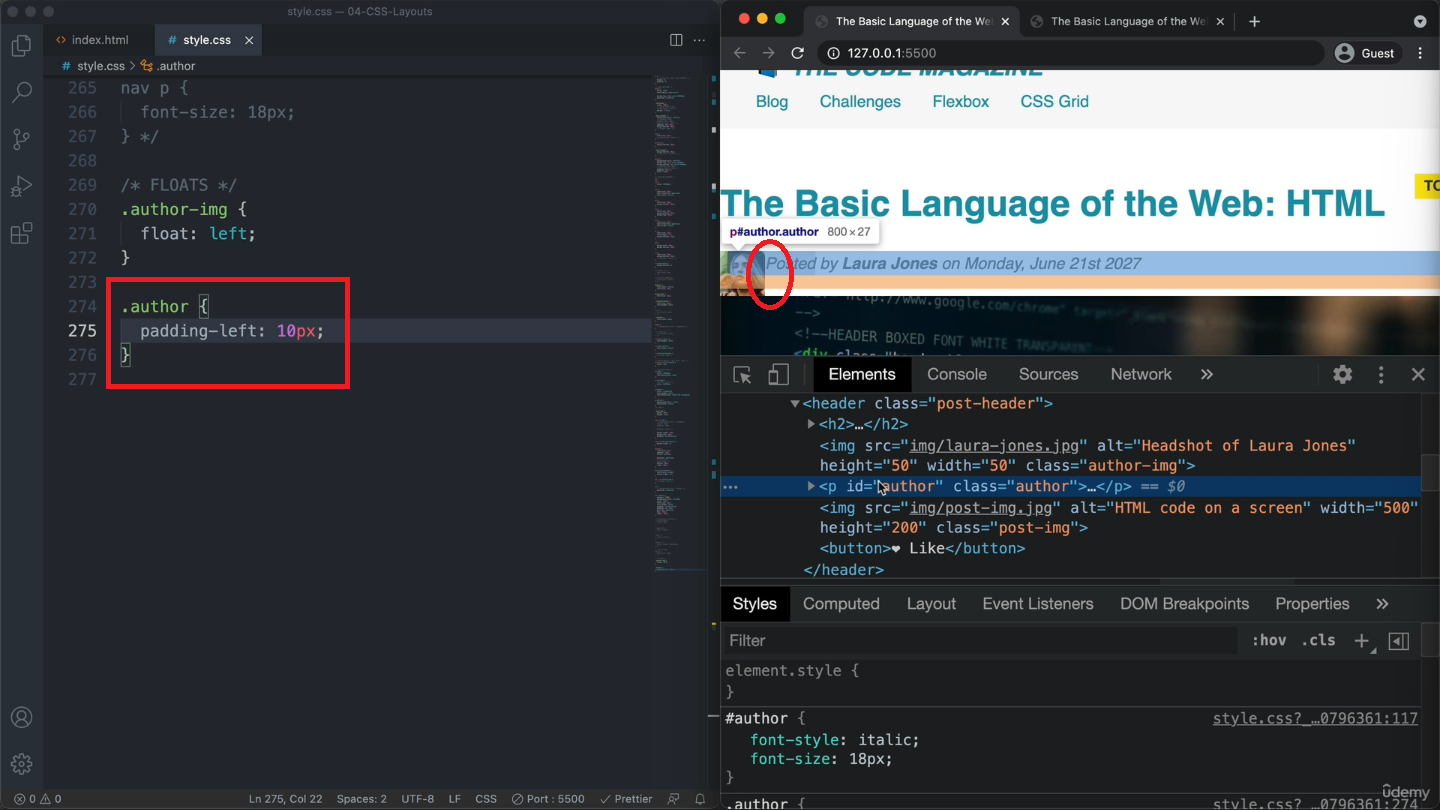 style.css — 04-CSS-Layouts
<> index.html
# style.css ×
# style.css > .author
265 nav p {
266 font-size: 18px;
267 } */
268
269 /* FLOATS */
270 .author-img {
271 float: left;
272 }
273
274 .author {
275 padding-left: 10px;
276 }
277
0 0
Ln 275, Col 22 Spaces: 2 UTF-8 LF CSS Port : 5500 Prettier
The Basic Language of the We ×
The Basic Language of the We ×
127.0.0.1:5500 Guest
THE CODE MAGAZINE
Blog Challenges Flexbox CSS Grid
TO
The Basic Language of the Web: HTML
p#author.author 800 × 27
Posted by Laura Jones on Monday, June 21st 2027
http://www.google.com/chrome" target=
-->
<!--HEADER BOXED FONT WHITE TRANSPARENT-->
<div class="
Elements Console Sources Network »
<header class="post-header">
<h2>…</h2>
<img src="img/laura-jones.jpg" alt="Headshot of Laura Jones"
height="50" width="50" class="author-img">
<p id="author" class="author">…</p> == $0
<img src="img/post-img.jpg" alt="HTML code on a screen" width="500"
height="200" class="post-img">
<button>❤ Like</button>
</header>
Styles Computed Layout Event Listeners DOM Breakpoints Properties »
Filter :hov .cls +
element.style {
}
#author { style.css?_…0796361:117
font-style: italic;
font-size: 18px;
}
.author { style.css?_…0796361:274
ûdemy